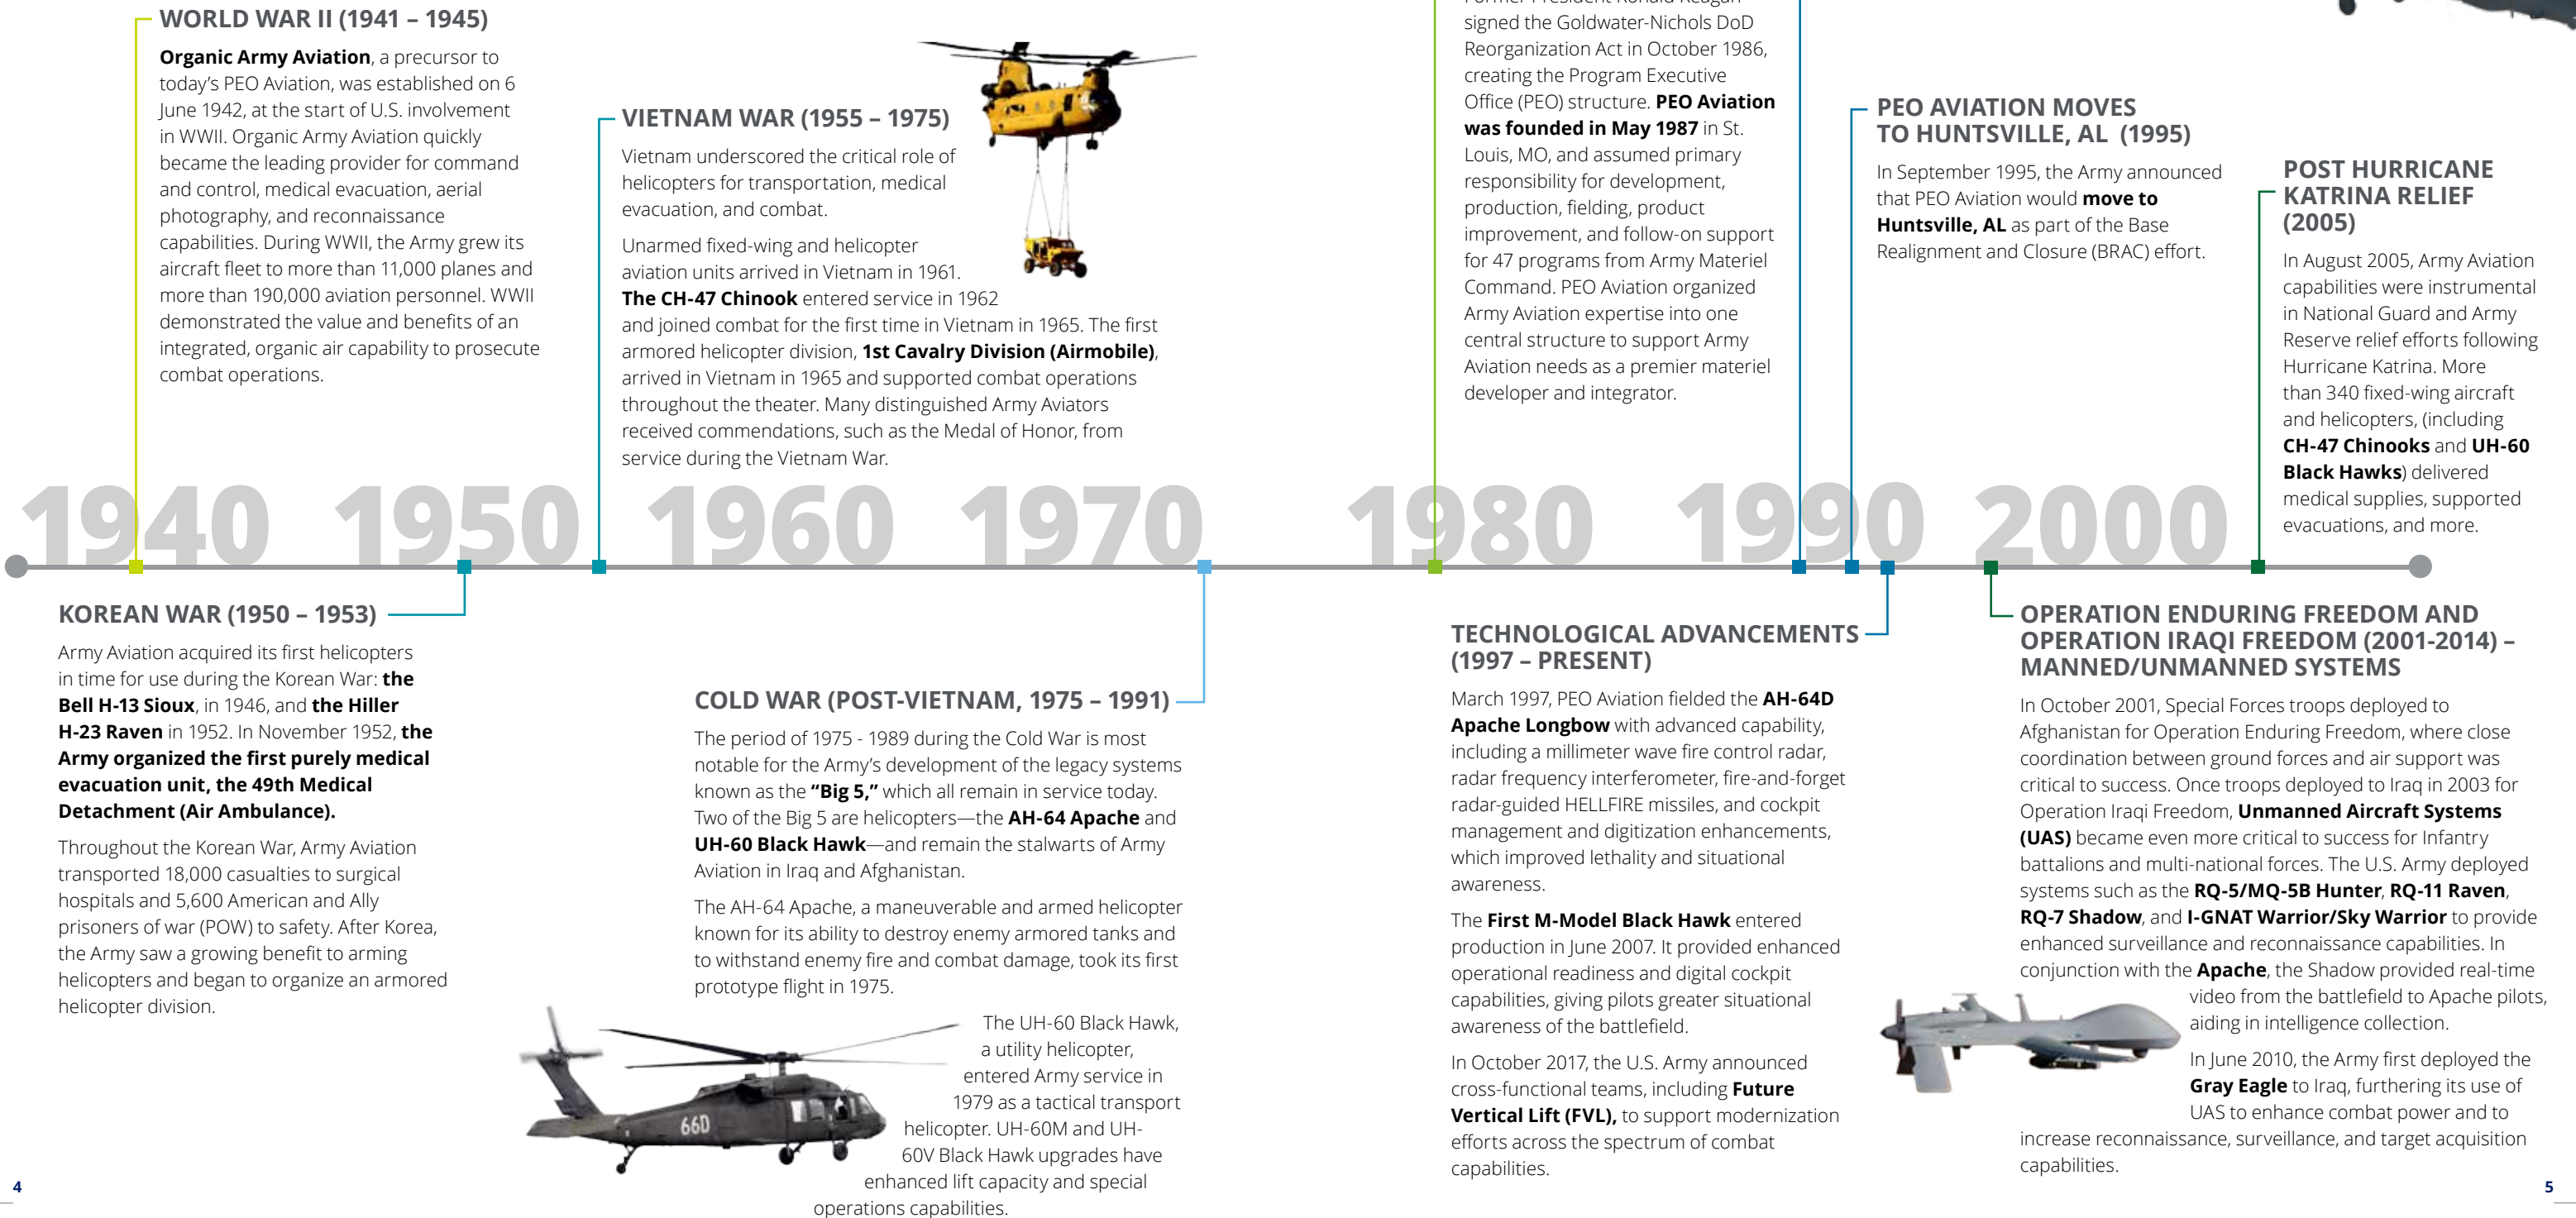 WORLD WAR II (1941 – 1945)
Organic Army Aviation, a precursor to
today’s PEO Aviation, was established on 6
June 1942, at the start of U.S. involvement
in WWII. Organic Army Aviation quickly
became the leading provider for command
and control, medical evacuation, aerial
photography, and reconnaissance
capabilities. During WWII, the Army grew its
aircraft fleet to more than 11,000 planes and
more than 190,000 aviation personnel. WWII
demonstrated the value and benefits of an
integrated, organic air capability to prosecute
combat operations.
VIETNAM WAR (1955 – 1975)
Vietnam underscored the critical role of
helicopters for transportation, medical
evacuation, and combat.
Unarmed fixed-wing and helicopter
aviation units arrived in Vietnam in 1961.
The CH-47 Chinook entered service in 1962
and joined combat for the first time in Vietnam in 1965. The first
armored helicopter division, 1st Cavalry Division (Airmobile),
arrived in Vietnam in 1965 and supported combat operations
throughout the theater. Many distinguished Army Aviators
received commendations, such as the Medal of Honor, from
service during the Vietnam War.
Former President Ronald Reagan
signed the Goldwater-Nichols DoD
Reorganization Act in October 1986,
creating the Program Executive
Office (PEO) structure. PEO Aviation
was founded in May 1987 in St.
Louis, MO, and assumed primary
responsibility for development,
production, fielding, product
improvement, and follow-on support
for 47 programs from Army Materiel
Command. PEO Aviation organized
Army Aviation expertise into one
central structure to support Army
Aviation needs as a premier materiel
developer and integrator.
PEO AVIATION MOVES
TO HUNTSVILLE, AL (1995)
In September 1995, the Army announced
that PEO Aviation would move to
Huntsville, AL as part of the Base
Realignment and Closure (BRAC) effort.
POST HURRICANE
KATRINA RELIEF
(2005)
In August 2005, Army Aviation
capabilities were instrumental
in National Guard and Army
Reserve relief efforts following
Hurricane Katrina. More
than 340 fixed-wing aircraft
and helicopters, (including
CH-47 Chinooks and UH-60
Black Hawks) delivered
medical supplies, supported
evacuations, and more.
1940 1950 1960 1970 1980 1990 2000
KOREAN WAR (1950 – 1953)
Army Aviation acquired its first helicopters
in time for use during the Korean War: the
Bell H-13 Sioux, in 1946, and the Hiller
H-23 Raven in 1952. In November 1952, the
Army organized the first purely medical
evacuation unit, the 49th Medical
Detachment (Air Ambulance).
Throughout the Korean War, Army Aviation
transported 18,000 casualties to surgical
hospitals and 5,600 American and Ally
prisoners of war (POW) to safety. After Korea,
the Army saw a growing benefit to arming
helicopters and began to organize an armored
helicopter division.
COLD WAR (POST-VIETNAM, 1975 – 1991)
The period of 1975 - 1989 during the Cold War is most
notable for the Army’s development of the legacy systems
known as the “Big 5,” which all remain in service today.
Two of the Big 5 are helicopters—the AH-64 Apache and
UH-60 Black Hawk—and remain the stalwarts of Army
Aviation in Iraq and Afghanistan.
The AH-64 Apache, a maneuverable and armed helicopter
known for its ability to destroy enemy armored tanks and
to withstand enemy fire and combat damage, took its first
prototype flight in 1975.
The UH-60 Black Hawk,
a utility helicopter,
entered Army service in
1979 as a tactical transport
helicopter. UH-60M and UH-
60V Black Hawk upgrades have
enhanced lift capacity and special
operations capabilities.
66D
TECHNOLOGICAL ADVANCEMENTS
(1997 – PRESENT)
March 1997, PEO Aviation fielded the AH-64D
Apache Longbow with advanced capability,
including a millimeter wave fire control radar,
radar frequency interferometer, fire-and-forget
radar-guided HELLFIRE missiles, and cockpit
management and digitization enhancements,
which improved lethality and situational
awareness.
The First M-Model Black Hawk entered
production in June 2007. It provided enhanced
operational readiness and digital cockpit
capabilities, giving pilots greater situational
awareness of the battlefield.
In October 2017, the U.S. Army announced
cross-functional teams, including Future
Vertical Lift (FVL), to support modernization
efforts across the spectrum of combat
capabilities.
OPERATION ENDURING FREEDOM AND
OPERATION IRAQI FREEDOM (2001-2014) –
MANNED/UNMANNED SYSTEMS
In October 2001, Special Forces troops deployed to
Afghanistan for Operation Enduring Freedom, where close
coordination between ground forces and air support was
critical to success. Once troops deployed to Iraq in 2003 for
Operation Iraqi Freedom, Unmanned Aircraft Systems
(UAS) became even more critical to success for Infantry
battalions and multi-national forces. The U.S. Army deployed
systems such as the RQ-5/MQ-5B Hunter, RQ-11 Raven,
RQ-7 Shadow, and I-GNAT Warrior/Sky Warrior to provide
enhanced surveillance and reconnaissance capabilities. In
conjunction with the Apache, the Shadow provided real-time
video from the battlefield to Apache pilots,
aiding in intelligence collection.
In June 2010, the Army first deployed the
Gray Eagle to Iraq, furthering its use of
UAS to enhance combat power and to
increase reconnaissance, surveillance, and target acquisition
capabilities.
4
5